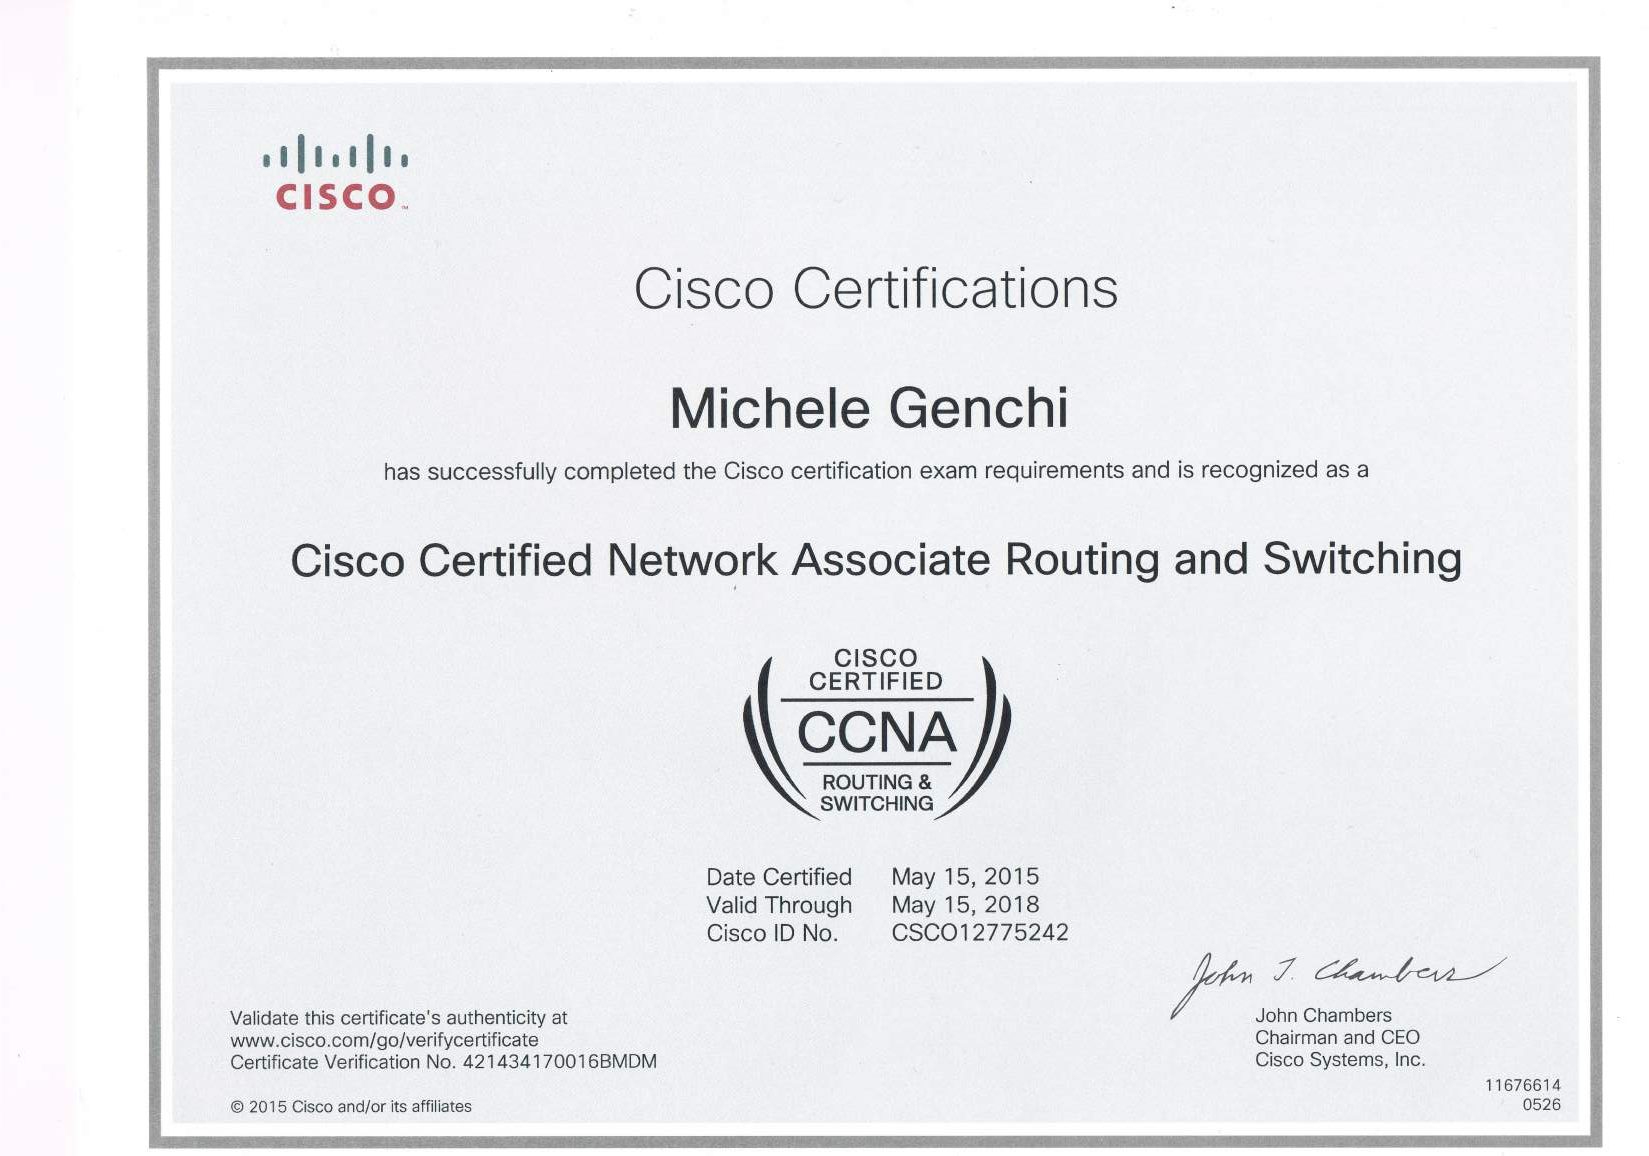 CISCO™
Cisco Certifications
Michele Genchi
has successfully completed the Cisco certification exam requirements and is recognized as a
Cisco Certified Network Associate Routing and Switching
CISCO
CERTIFIED
CCNA
ROUTING &
SWITCHING
Date Certified May 15, 2015
Valid Through May 15, 2018
Cisco ID No. CSCO12775242
John T. Chambers
Validate this certificate's authenticity at
www.cisco.com/go/verifycertificate
Certificate Verification No. 421434170016BMDM
John Chambers
Chairman and CEO
Cisco Systems, Inc.
© 2015 Cisco and/or its affiliates
11676614
0526